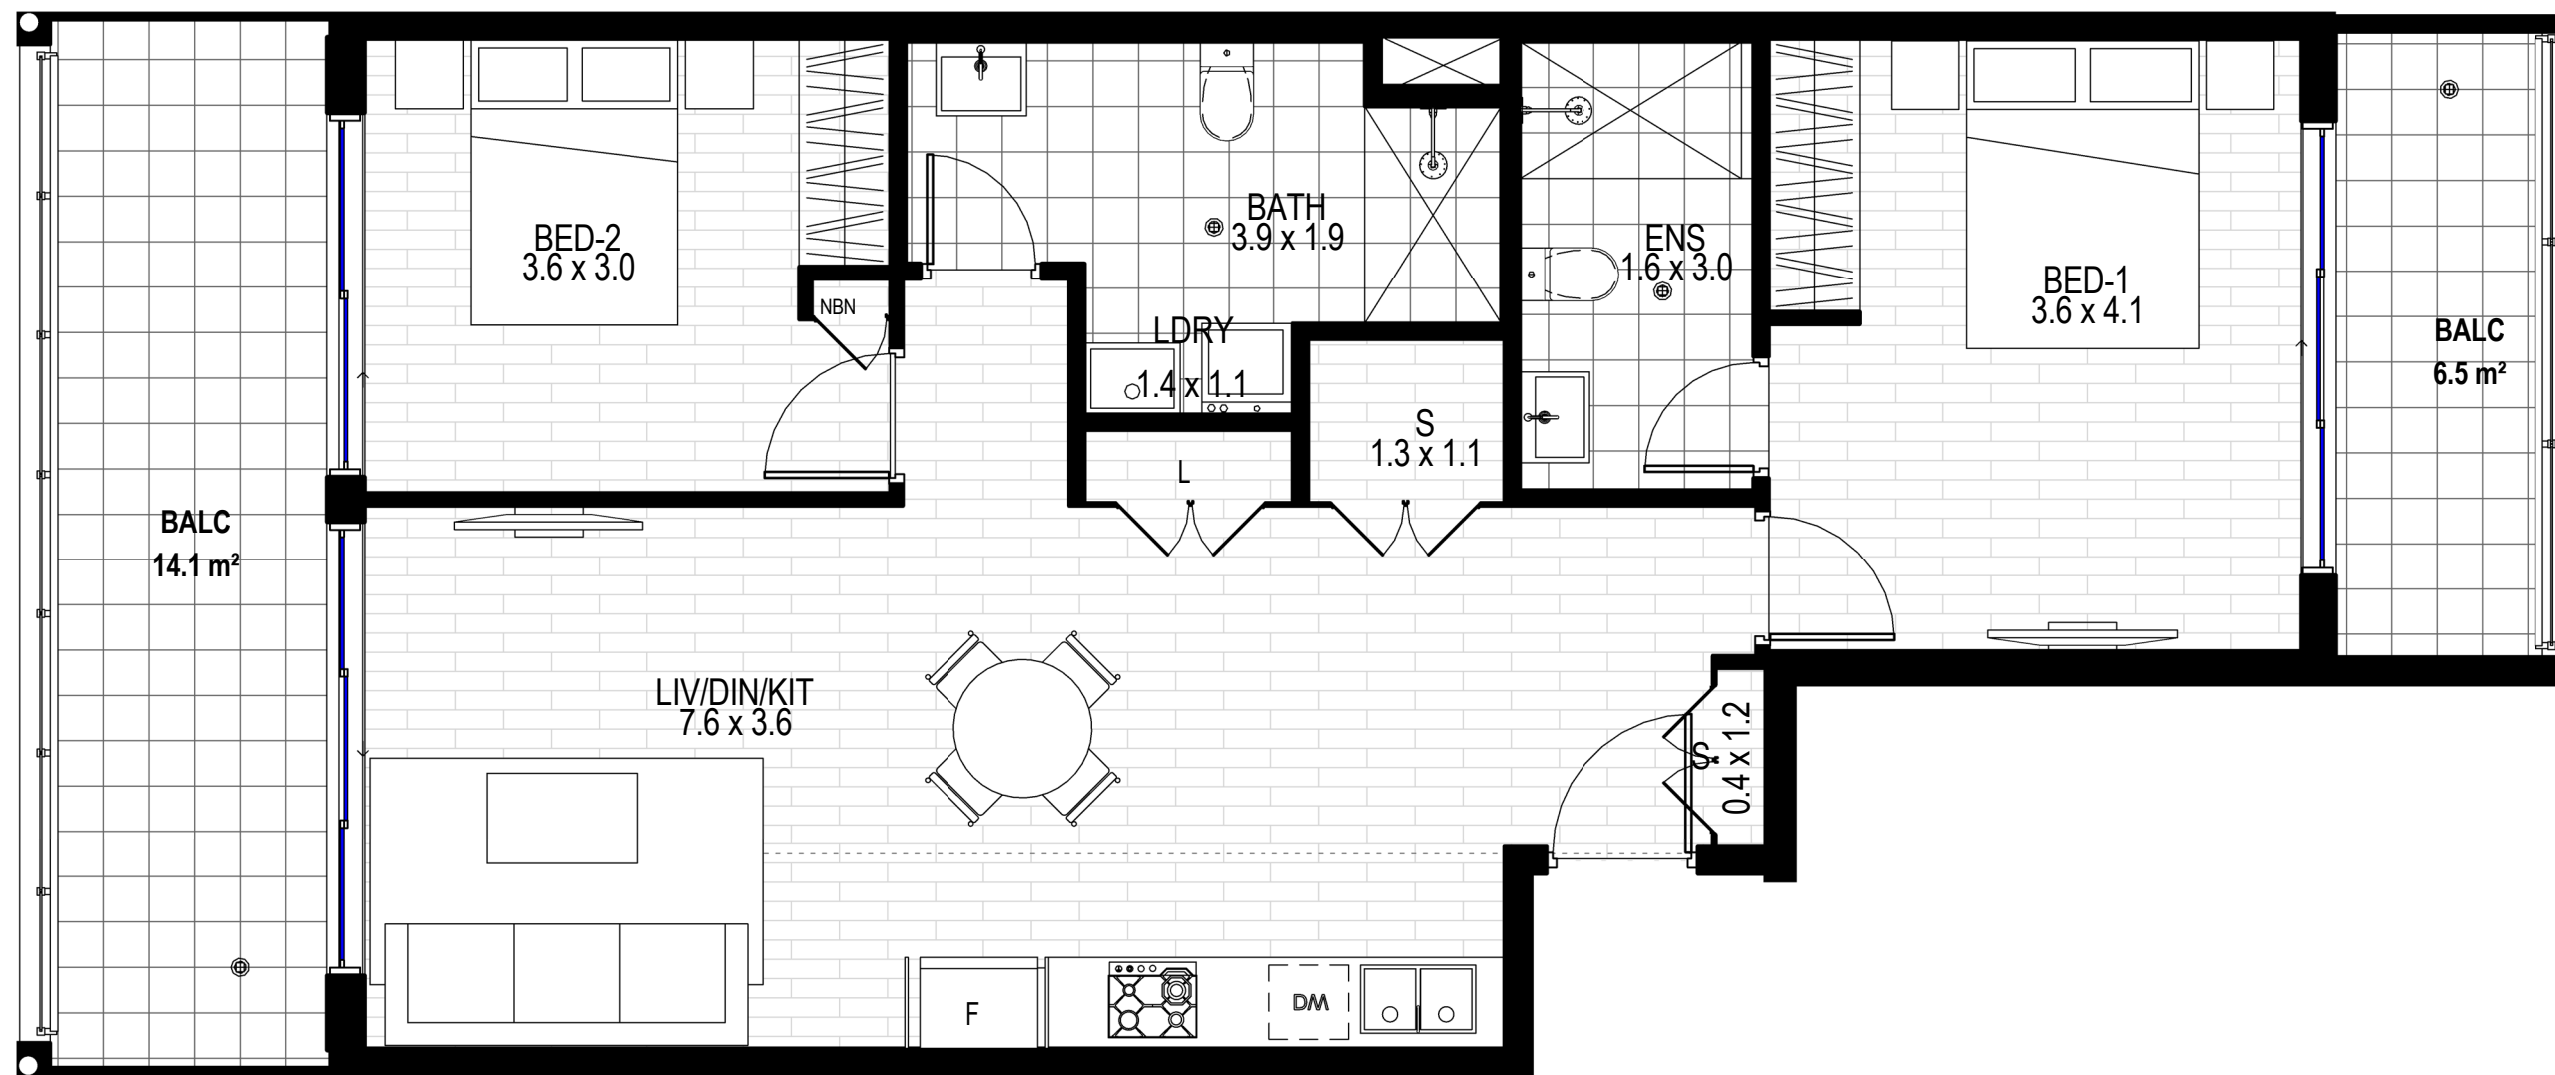 BED-2
3.6 x 3.0
NBN
BATH
3.9 x 1.9
LDRY
1.4 x 1.1
L
S
1.3 x 1.1
ENS
1.6 x 3.0
BED-1
3.6 x 4.1
BALC
6.5 m²
BALC
14.1 m²
LIV/DIN/KIT
7.6 x 3.6
S
0.4 x 1.2
F
DW